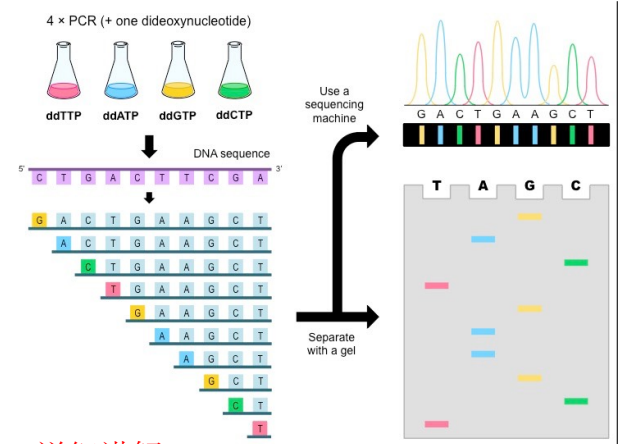 4 × PCR (+ one dideoxynucleotide)
ddTTP ddATP ddGTP ddCTP
DNA sequence
5' 3'
C T G A C T T C G A
G A C T G A A G C T
A C T G A A G C T
C T G A A G C T
T G A A G C T
G A A G C T
A A G C T
A G C T
G C T
C T
T
Use a
sequencing
machine
Separate
with a gel
G A C T G A A G C T
T A G C